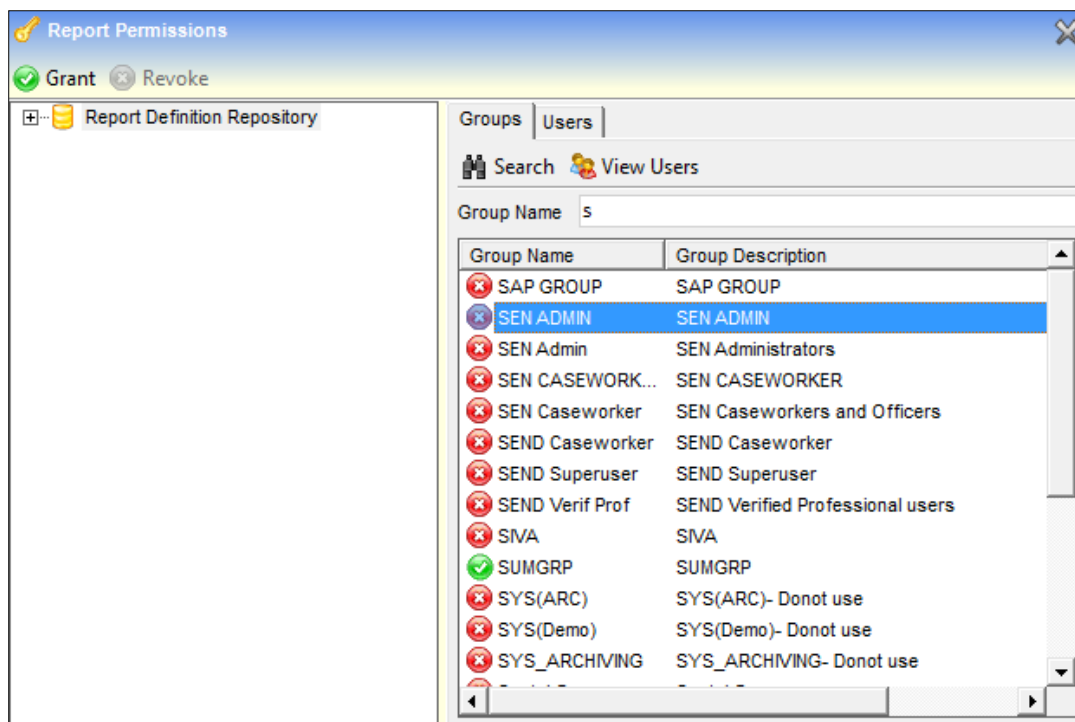 Report Permissions
Grant Revoke
Report Definition Repository
Groups Users
Search View Users
Group Name s
Group Name Group Description
SAP GROUP SAP GROUP
SEN ADMIN SEN ADMIN
SEN Admin SEN Administrators
SEN CASEWORK... SEN CASEWORKER
SEN Caseworker SEN Caseworkers and Officers
SEND Caseworker SEND Caseworker
SEND Superuser SEND Superuser
SEND Verif Prof SEND Verified Professional users
SIVA SIVA
SUMGRP SUMGRP
SYS(ARC) SYS(ARC)- Donot use
SYS(Demo) SYS(Demo)- Donot use
SYS_ARCHIVING SYS_ARCHIVING- Donot use